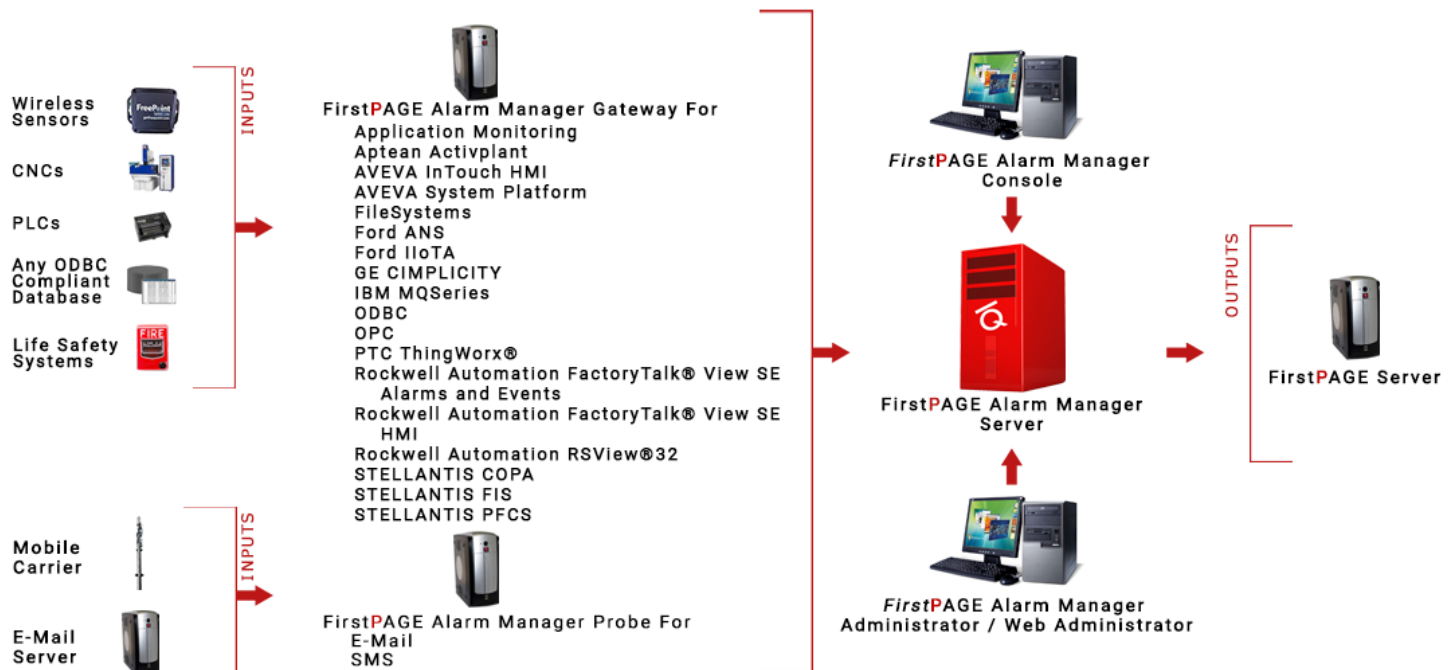 Wireless
Sensors
FreePoint
CNCs
PLCs
Any ODBC
Compliant
Database
Life Safety
Systems
FIRE
INPUTS
FirstPAGE Alarm Manager Gateway For
Application Monitoring
Aptean Activplant
AVEVA InTouch HMI
AVEVA System Platform
FileSystems
Ford ANS
Ford IIoTA
GE CIMPLICITY
IBM MQSeries
ODBC
OPC
PTC ThingWorx®
Rockwell Automation FactoryTalk® View SE
Alarms and Events
Rockwell Automation FactoryTalk® View SE
HMI
Rockwell Automation RSView®32
STELLANTIS COPA
STELLANTIS FIS
STELLANTIS PFCS
Mobile
Carrier
E-Mail
Server
INPUTS
FirstPAGE Alarm Manager Probe For
E-Mail
SMS
FirstPAGE Alarm Manager
Console
FirstPAGE Alarm Manager
Server
FirstPAGE Alarm Manager
Administrator / Web Administrator
OUTPUTS
FirstPAGE Server